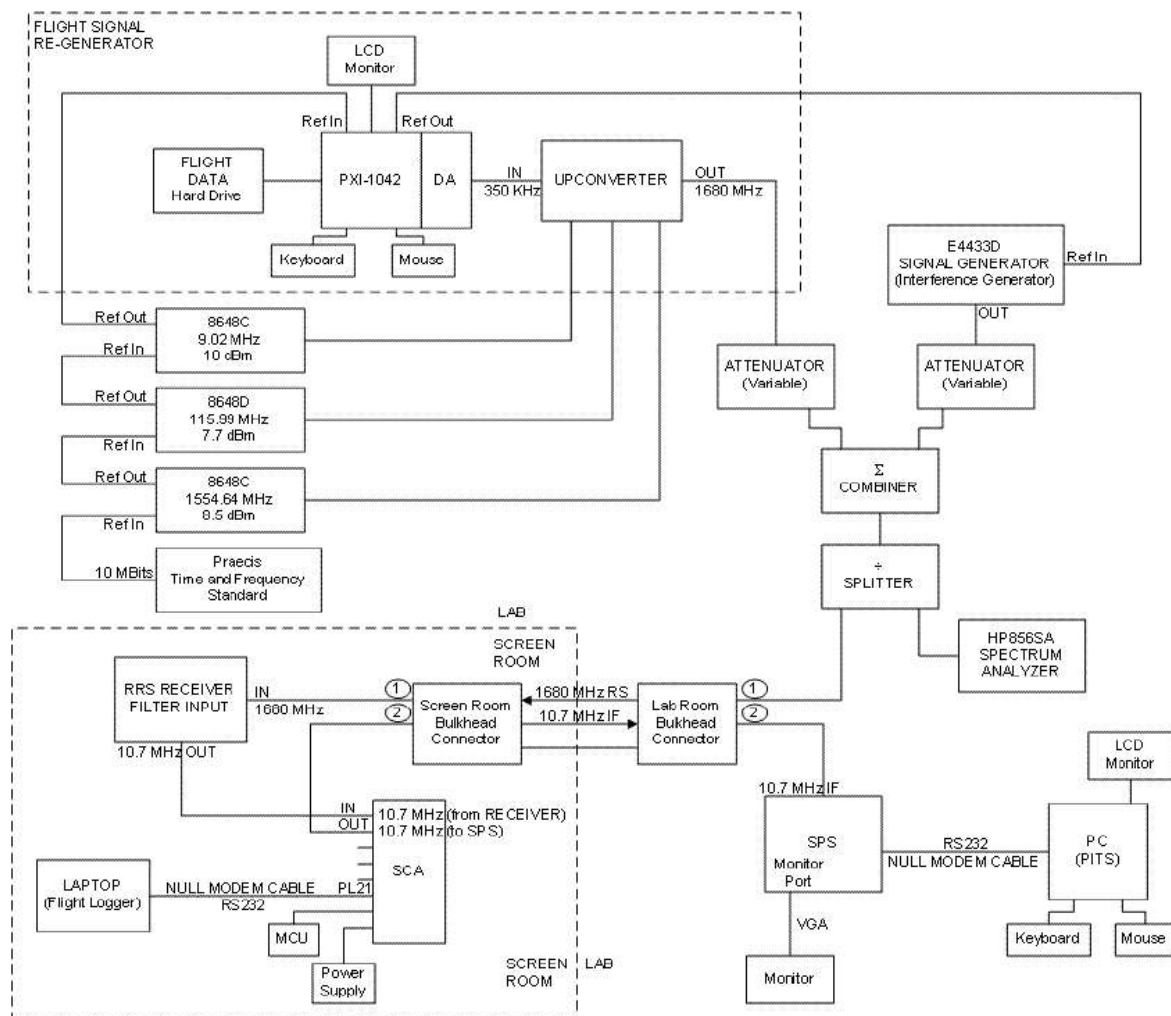 FLIGHT SIGNAL
RE-GENERATOR
LCD
Monitor
Ref In
Ref Out
FLIGHT
DATA
Hard Drive
PXI-1042
DA
IN
350 KHz
UPCONVERTER
OUT
1680 MHz
Keyboard
Mouse
E4433D
SIGNAL GENERATOR
(Interference Generator)
Ref In
OUT
Ref Out
8648C
9.02 MHz
10 dBm
Ref In
Ref Out
8648D
115.99 MHz
7.7 dBm
Ref In
Ref Out
8648C
1554.64 MHz
8.5 dBm
Ref In
10 MBits
Praecis
Time and Frequency
Standard
ATTENUATOR
(Variable)
ATTENUATOR
(Variable)
Σ
COMBINER
÷
SPLITTER
HP856SA
SPECTRUM
ANALYZER
LAB
SCREEN
ROOM
RRS RECEIVER
FILTER INPUT
IN
1680 MHz
10.7 MHz OUT
1
2
Screen Room
Bulkhead
Connector
1680 MHz RS
10.7 MHz IF
Lab Room
Bulkhead
Connector
1
2
IN
OUT
10.7 MHz (from RECEIVER)
10.7 MHz (to SPS)
SCA
LAPTOP
(Flight Logger)
NULL MODEM CABLE
RS232
PL21
MCU
Power
Supply
SCREEN
ROOM
LAB
10.7 MHz IF
SPS
Monitor
Port
VGA
Monitor
RS232
NULL MODEM CABLE
LCD
Monitor
PC
(PITS)
Keyboard
Mouse